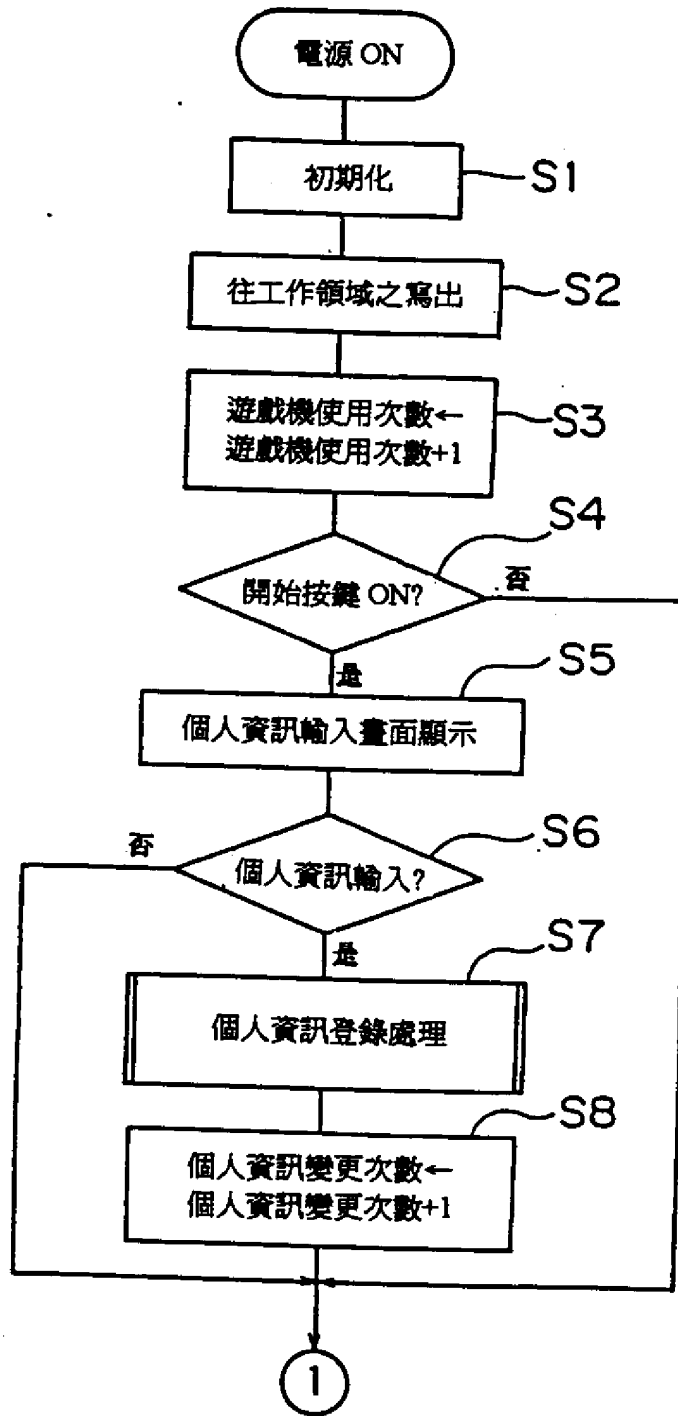 電源 ON
初期化
S1
往工作領域之寫出
S2
遊戲機使用次數←
遊戲機使用次數+1
S3
S4
開始按鍵 ON?
否
是
S5
個人資訊輸入畫面顯示
S6
否
個人資訊輸入?
是
S7
個人資訊登錄處理
S8
個人資訊變更次數←
個人資訊變更次數+1
1